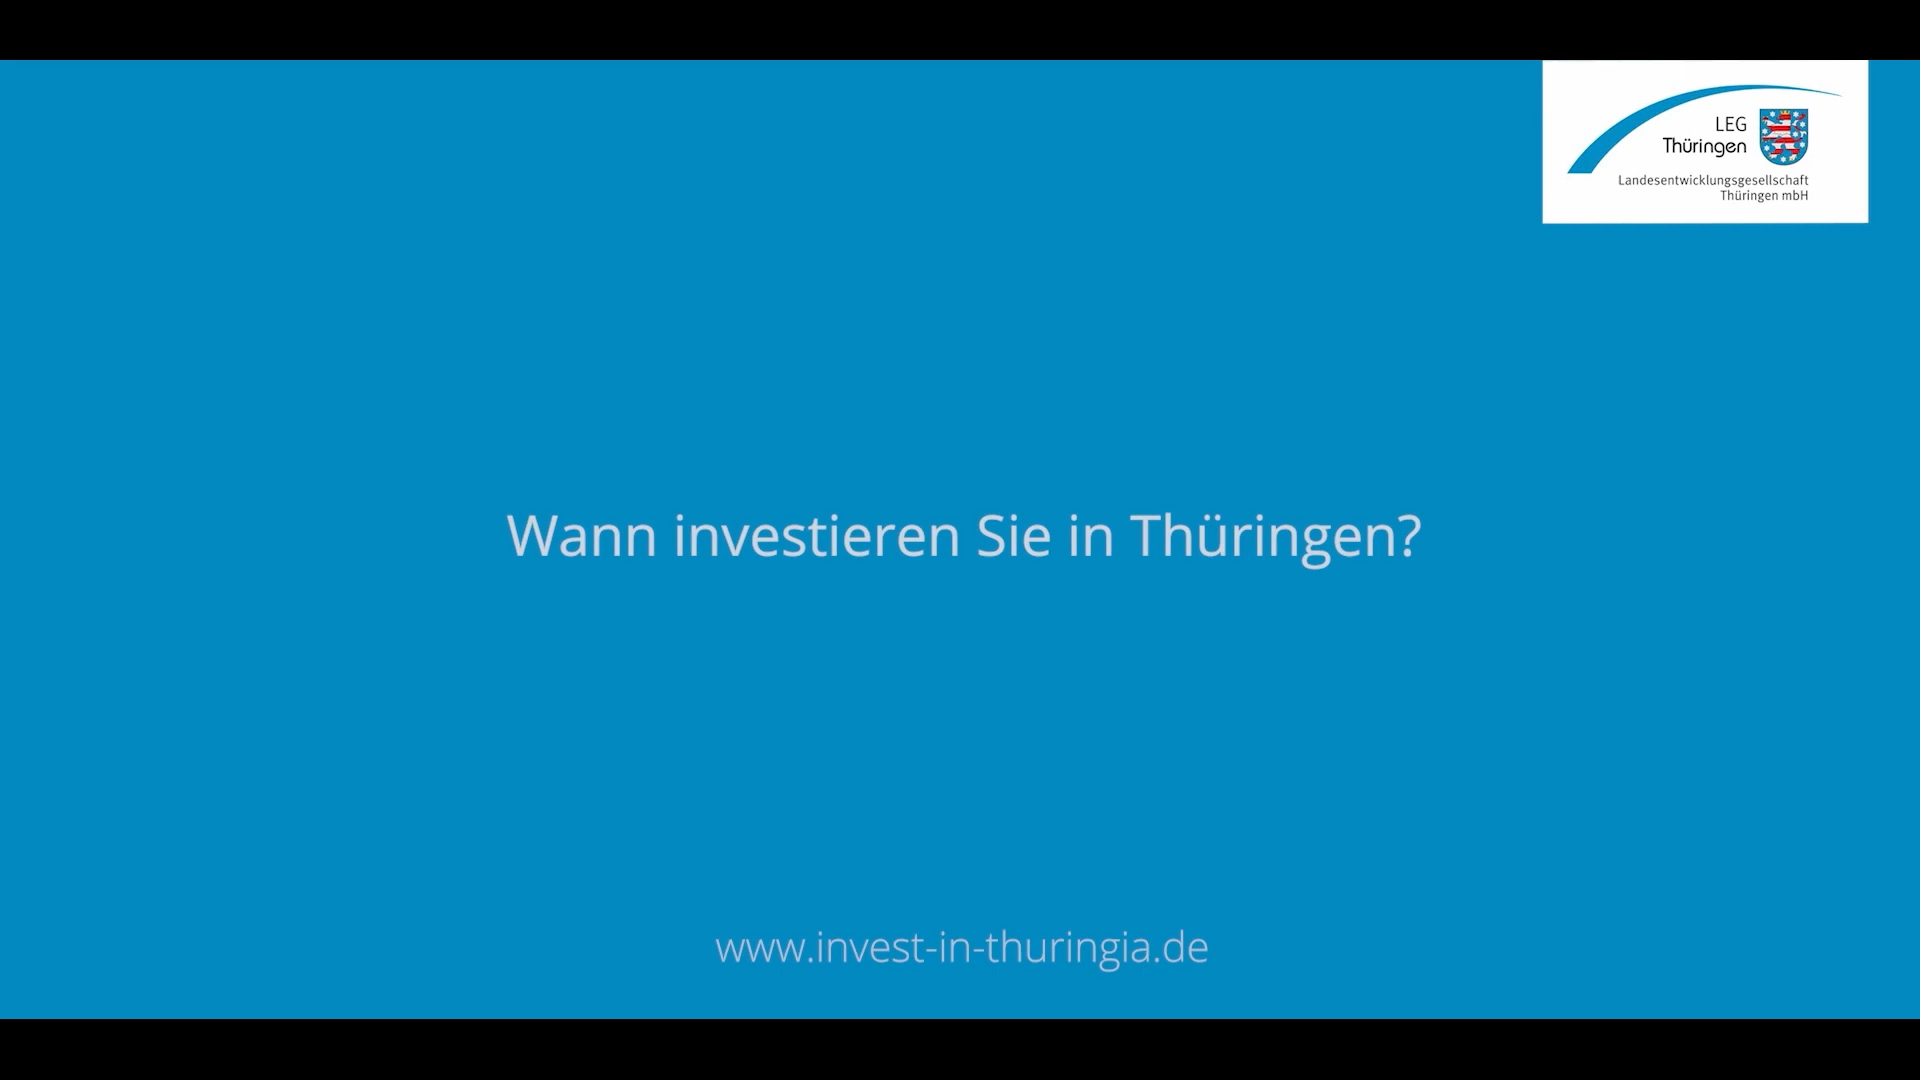 LEG
Thüringen
Landesentwicklungsgesellschaft
Thüringen mbH
Wann investieren Sie in Thüringen?
www.invest-in-thuringia.de